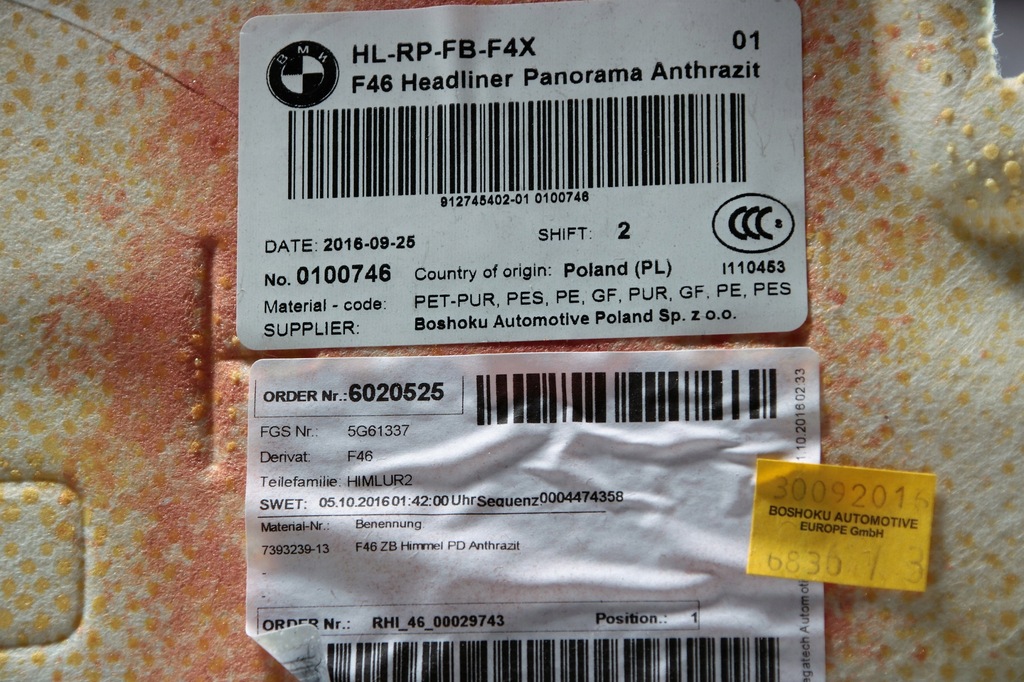 BMW
HL-RP-FB-F4X 01
F46 Headliner Panorama Anthrazit
912745402-01 0100746
DATE: 2016-09-25 SHIFT: 2
CCC S
No. 0100746 Country of origin: Poland (PL) I110453
Material - code: PET-PUR, PES, PE, GF, PUR, GF, PE, PES
SUPPLIER: Boshoku Automotive Poland Sp. z o.o.
ORDER Nr.: 6020525
FGS Nr.: 5G61337
Derivat: F46
Teilefamilie: HIMLUR2
SWET: 05.10.2016 01:42:00 Uhr Sequenz 0004474358
Material-Nr.: Benennung
7393239-13 F46 ZB Himmel PD Anthrazit
-
-
ORDER Nr.: RHI_46_00029743 Position.: 1
1.10.2016 02:33
30092016
BOSHOKU AUTOMOTIVE
EUROPE GmbH